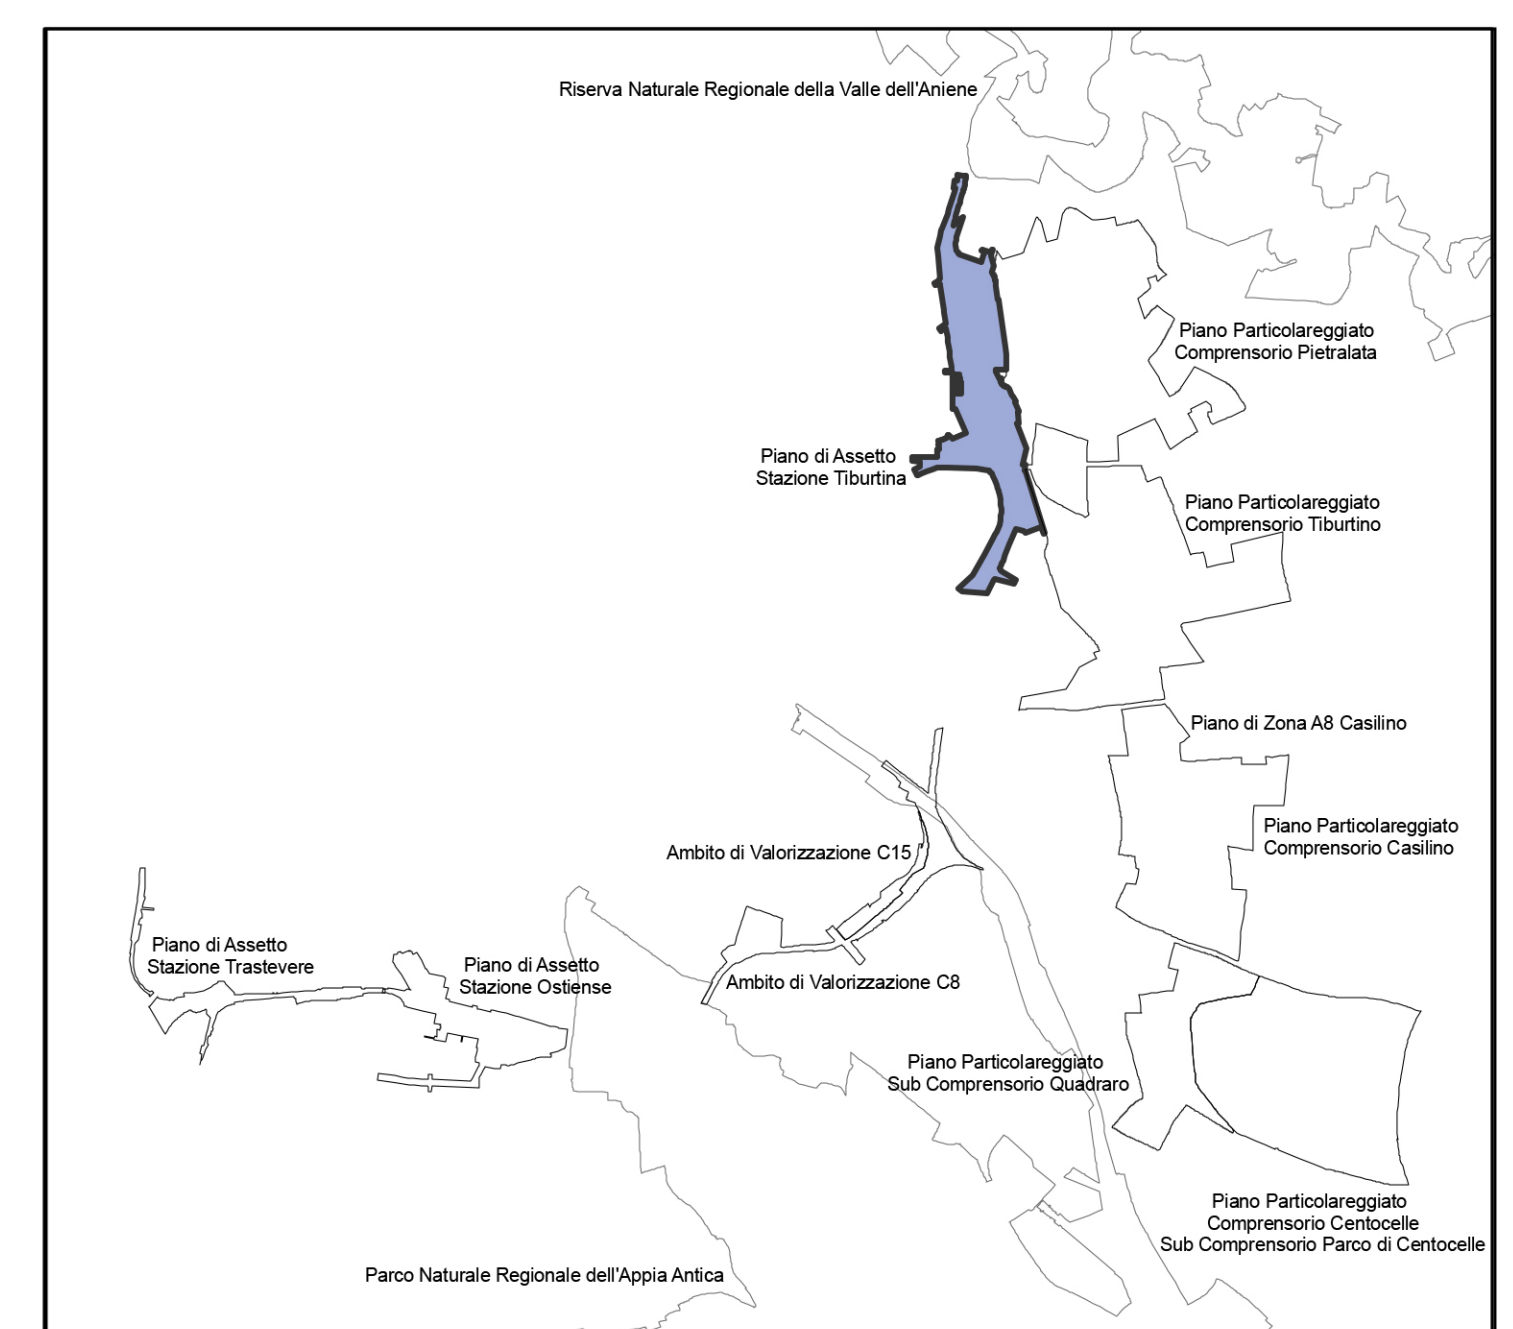 Riserva Naturale Regionale della Valle dell'Aniene
Piano Particolareggiato
Comprensorio Pietralata
Piano di Assetto
Stazione Tiburtina
Piano Particolareggiato
Comprensorio Tiburtino
Piano di Zona A8 Casilino
Piano Particolareggiato
Comprensorio Casilino
Ambito di Valorizzazione C15
Piano di Assetto
Stazione Trastevere
Piano di Assetto
Stazione Ostiense
Ambito di Valorizzazione C8
Piano Particolareggiato
Sub Comprensorio Quadraro
Piano Particolareggiato
Comprensorio Centocelle
Sub Comprensorio Parco di Centocelle
Parco Naturale Regionale dell'Appia Antica